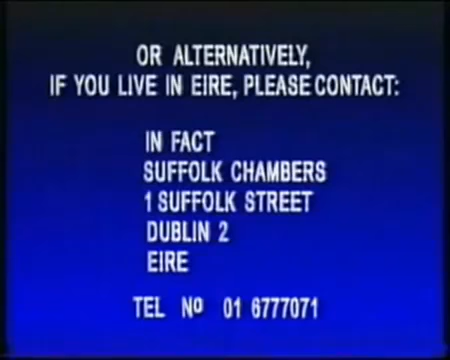 OR ALTERNATIVELY,
IF YOU LIVE IN EIRE, PLEASE CONTACT:
IN FACT
SUFFOLK CHAMBERS
1 SUFFOLK STREET
DUBLIN 2
EIRE
TEL Nº 01 6777071